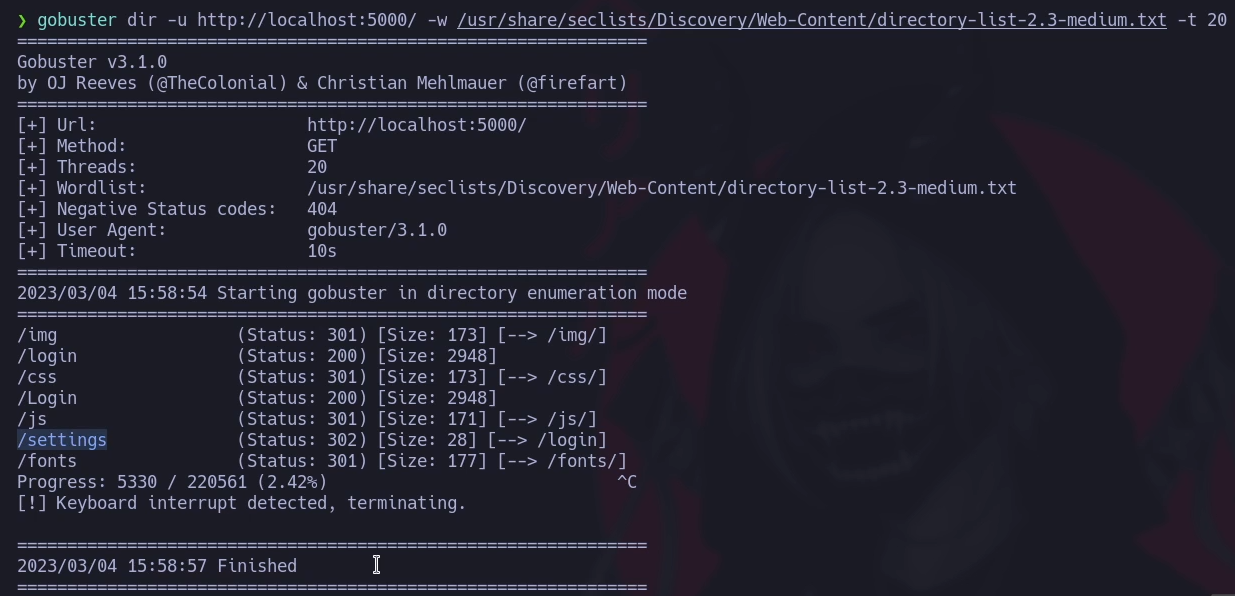 ❯ gobuster dir -u http://localhost:5000/ -w /usr/share/seclists/Discovery/Web-Content/directory-list-2.3-medium.txt -t 20
===============================================================
Gobuster v3.1.0
by OJ Reeves (@TheColonial) & Christian Mehlmauer (@firefart)
===============================================================
[+] Url:                     http://localhost:5000/
[+] Method:                  GET
[+] Threads:                 20
[+] Wordlist:                /usr/share/seclists/Discovery/Web-Content/directory-list-2.3-medium.txt
[+] Negative Status codes:   404
[+] User Agent:              gobuster/3.1.0
[+] Timeout:                 10s
===============================================================
2023/03/04 15:58:54 Starting gobuster in directory enumeration mode
===============================================================
/img                  (Status: 301) [Size: 173] [--> /img/]
/login                (Status: 200) [Size: 2948]
/css                  (Status: 301) [Size: 173] [--> /css/]
/Login                (Status: 200) [Size: 2948]
/js                   (Status: 301) [Size: 171] [--> /js/]
/settings             (Status: 302) [Size: 28] [--> /login]
/fonts                (Status: 301) [Size: 177] [--> /fonts/]
Progress: 5330 / 220561 (2.42%)                             ^C
[!] Keyboard interrupt detected, terminating.
===============================================================
2023/03/04 15:58:57 Finished
===============================================================